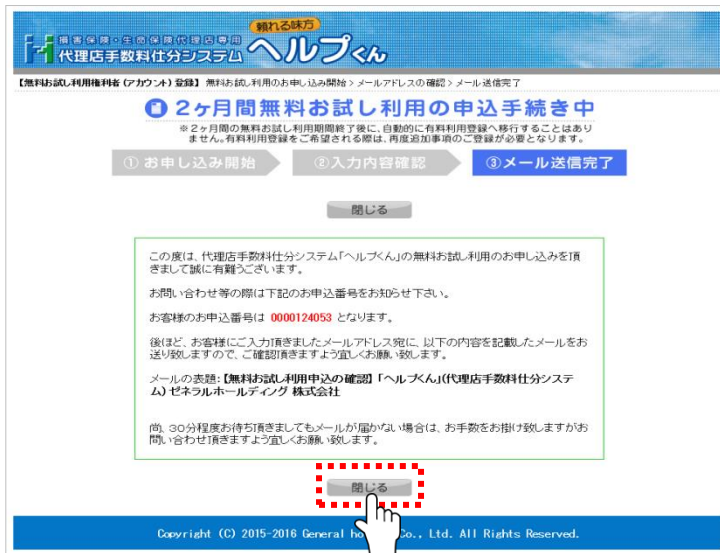 頼れる味方
損害保険・生命保険代理店専用
代理店手数料仕分システム ヘルプくん
【無料お試し利用権利者(アカウント)登録】 無料お試し利用のお申し込み開始>メールアドレスの確認>メール送信完了
1 2ヶ月間無料お試し利用の申込手続き中
※2ヶ月間の無料お試し利用期間終了後に、自動的に有料利用登録へ移行することはあり
ません。有料利用登録をご希望される際は、再度追加事項のご登録が必要となります。
①お申し込み開始 ②入力内容確認 ③メール送信完了
閉じる
この度は、代理店手数料仕分システム「ヘルプくん」の無料お試し利用のお申し込みを頂
きまして誠に有難うございます。
お問い合わせ等の際は下記のお申込番号をお知らせ下さい。
お客様のお申込番号は 0000124053 となります。
後ほど、お客様にご入力頂きましたメールアドレス宛に、以下の内容を記載したメールをお
送り致しますので、ご確認頂きますよう宜しくお願い致します。
メールの表題:【無料お試し利用申込の確認】「ヘルプくん」(代理店手数料仕分システ
ム) ゼネラルホールディング 株式会社
尚、30分程度お待ち頂きましてもメールが届かない場合は、お手数をお掛け致しますがお
問い合わせ頂きますよう宜しくお願い致します。
閉じる
Copyright (C) 2015-2016 General ho Co., Ltd. All Rights Reserved.